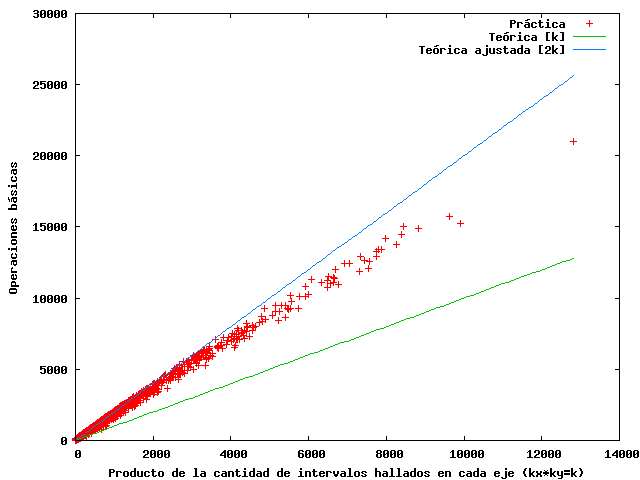 30000
25000
20000
15000
10000
5000
0
Operaciones básicas
Práctica
Teórica [k]
Teórica ajustada [2k]
0 2000 4000 6000 8000 10000 12000 14000
Producto de la cantidad de intervalos hallados en cada eje (kx*ky=k)